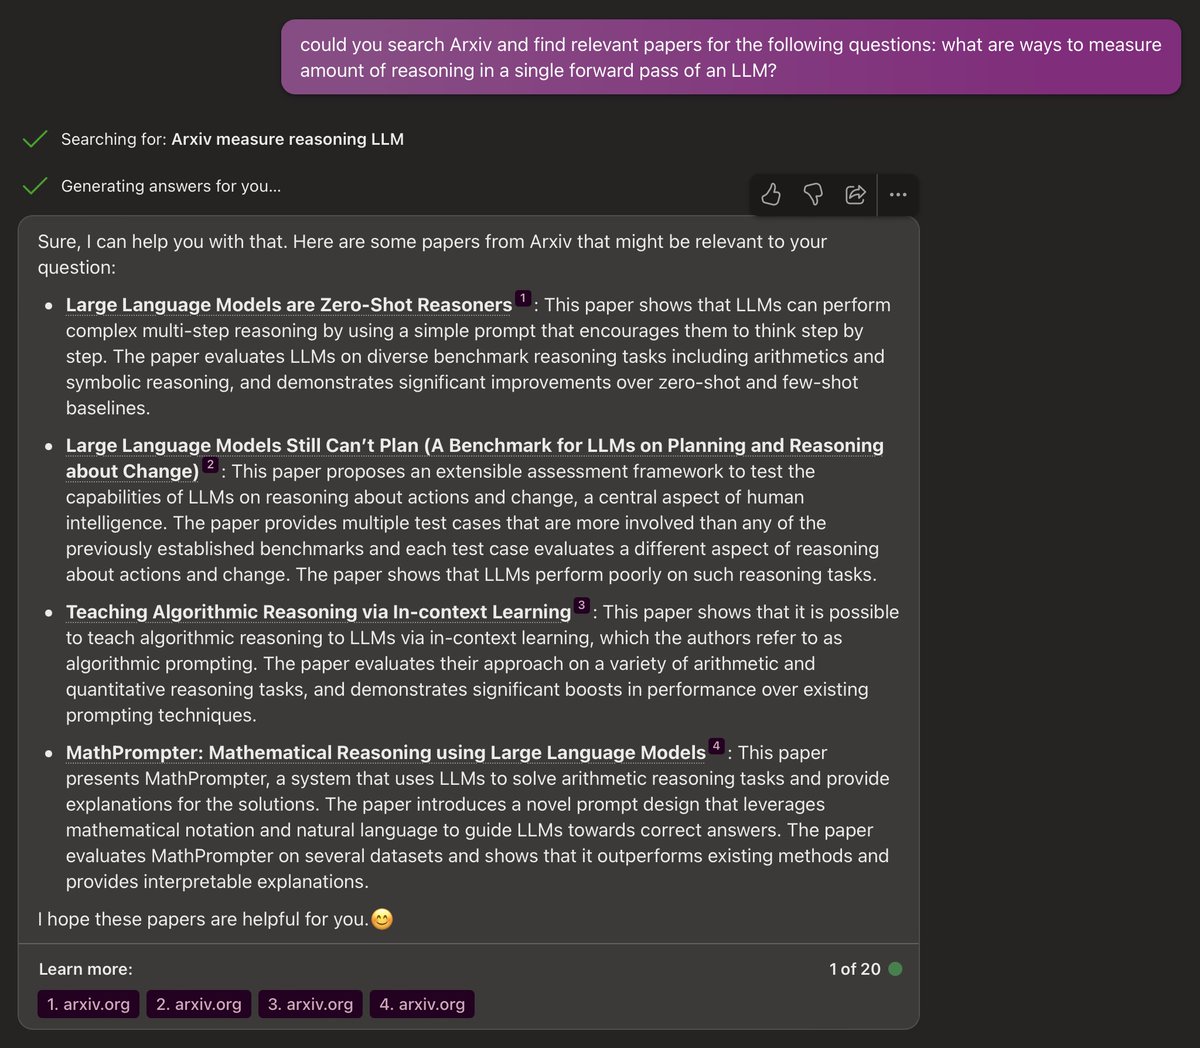 could you search Arxiv and find relevant papers for the following questions: what are ways to measure
amount of reasoning in a single forward pass of an LLM?
Searching for: Arxiv measure reasoning LLM
Generating answers for you...
Sure, I can help you with that. Here are some papers from Arxiv that might be relevant to your
question:
• Large Language Models are Zero-Shot Reasoners 1 : This paper shows that LLMs can perform
complex multi-step reasoning by using a simple prompt that encourages them to think step by
step. The paper evaluates LLMs on diverse benchmark reasoning tasks including arithmetics and
symbolic reasoning, and demonstrates significant improvements over zero-shot and few-shot
baselines.
• Large Language Models Still Can’t Plan (A Benchmark for LLMs on Planning and Reasoning
about Change) 2 : This paper proposes an extensible assessment framework to test the
capabilities of LLMs on reasoning about actions and change, a central aspect of human
intelligence. The paper provides multiple test cases that are more involved than any of the
previously established benchmarks and each test case evaluates a different aspect of reasoning
about actions and change. The paper shows that LLMs perform poorly on such reasoning tasks.
• Teaching Algorithmic Reasoning via In-context Learning 3 : This paper shows that it is possible
to teach algorithmic reasoning to LLMs via in-context learning, which the authors refer to as
algorithmic prompting. The paper evaluates their approach on a variety of arithmetic and
quantitative reasoning tasks, and demonstrates significant boosts in performance over existing
prompting techniques.
• MathPrompter: Mathematical Reasoning using Large Language Models 4 : This paper
presents MathPrompter, a system that uses LLMs to solve arithmetic reasoning tasks and provide
explanations for the solutions. The paper introduces a novel prompt design that leverages
mathematical notation and natural language to guide LLMs towards correct answers. The paper
evaluates MathPrompter on several datasets and shows that it outperforms existing methods and
provides interpretable explanations.
I hope these papers are helpful for you.😊
Learn more:
1 of 20
1. arxiv.org 2. arxiv.org 3. arxiv.org 4. arxiv.org